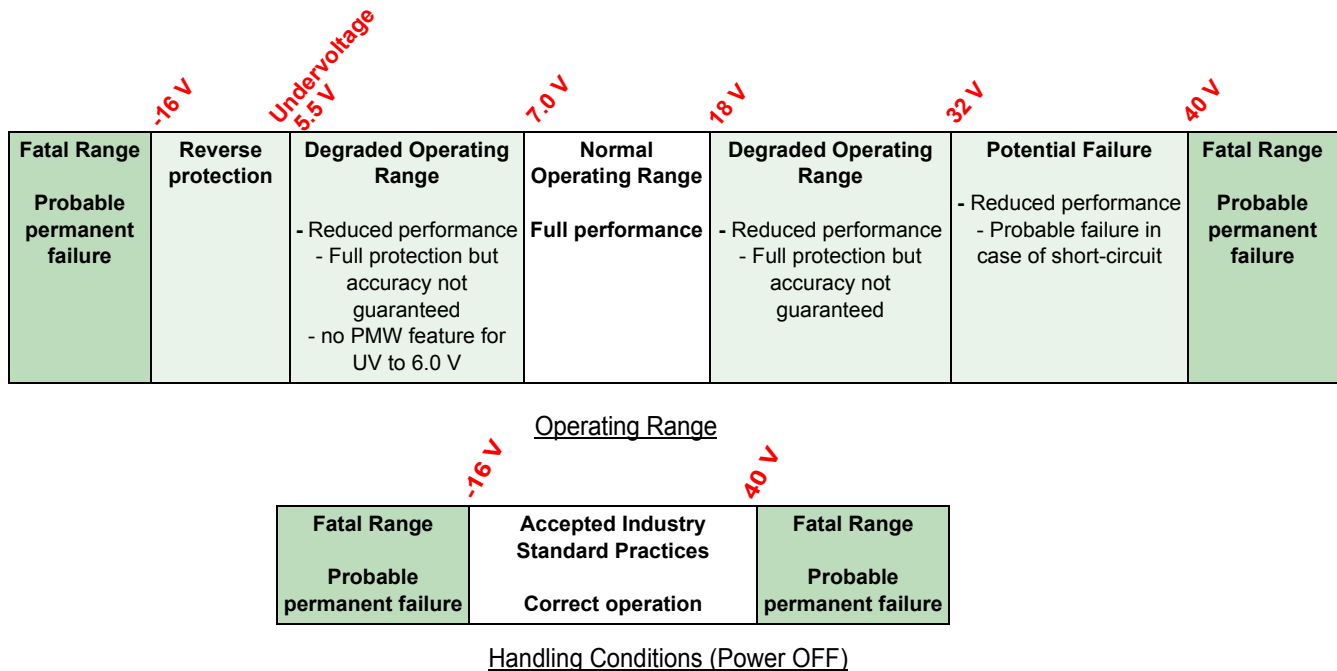 -16 V
Undervoltage
5.5 V
7.0 V
18 V
32 V
40 V
Fatal Range
Probable
permanent
failure
Reverse
protection
Degraded Operating
Range
- Reduced performance
- Full protection but
accuracy not
guaranteed
- no PMW feature for
UV to 6.0 V
Normal
Operating Range
Full performance
Degraded Operating
Range
- Reduced performance
- Full protection but
accuracy not
guaranteed
Potential Failure
- Reduced performance
- Probable failure in
case of short-circuit
Fatal Range
Probable
permanent
failure
Operating Range
-16 V
40 V
Fatal Range
Probable
permanent failure
Accepted Industry
Standard Practices
Correct operation
Fatal Range
Probable
permanent failure
Handling Conditions (Power OFF)